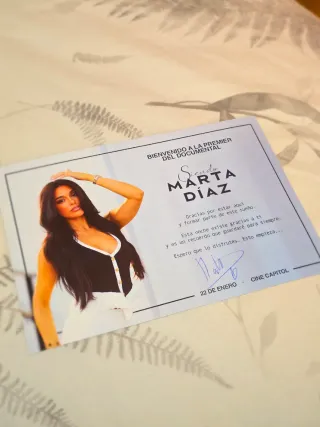 BIENVENIDO A LA PREMIER
DEL DOCUMENTAL
Siendo
MARTA
DÍAZ
Gracias por estar aquí
y formar parte de este sueño.
Esta noche existe gracias a ti
y es un recuerdo que guardaré para siempre.
Espero que lo disfrutes. Esto empieza...
22 DE ENERO · CINE CAPITOL